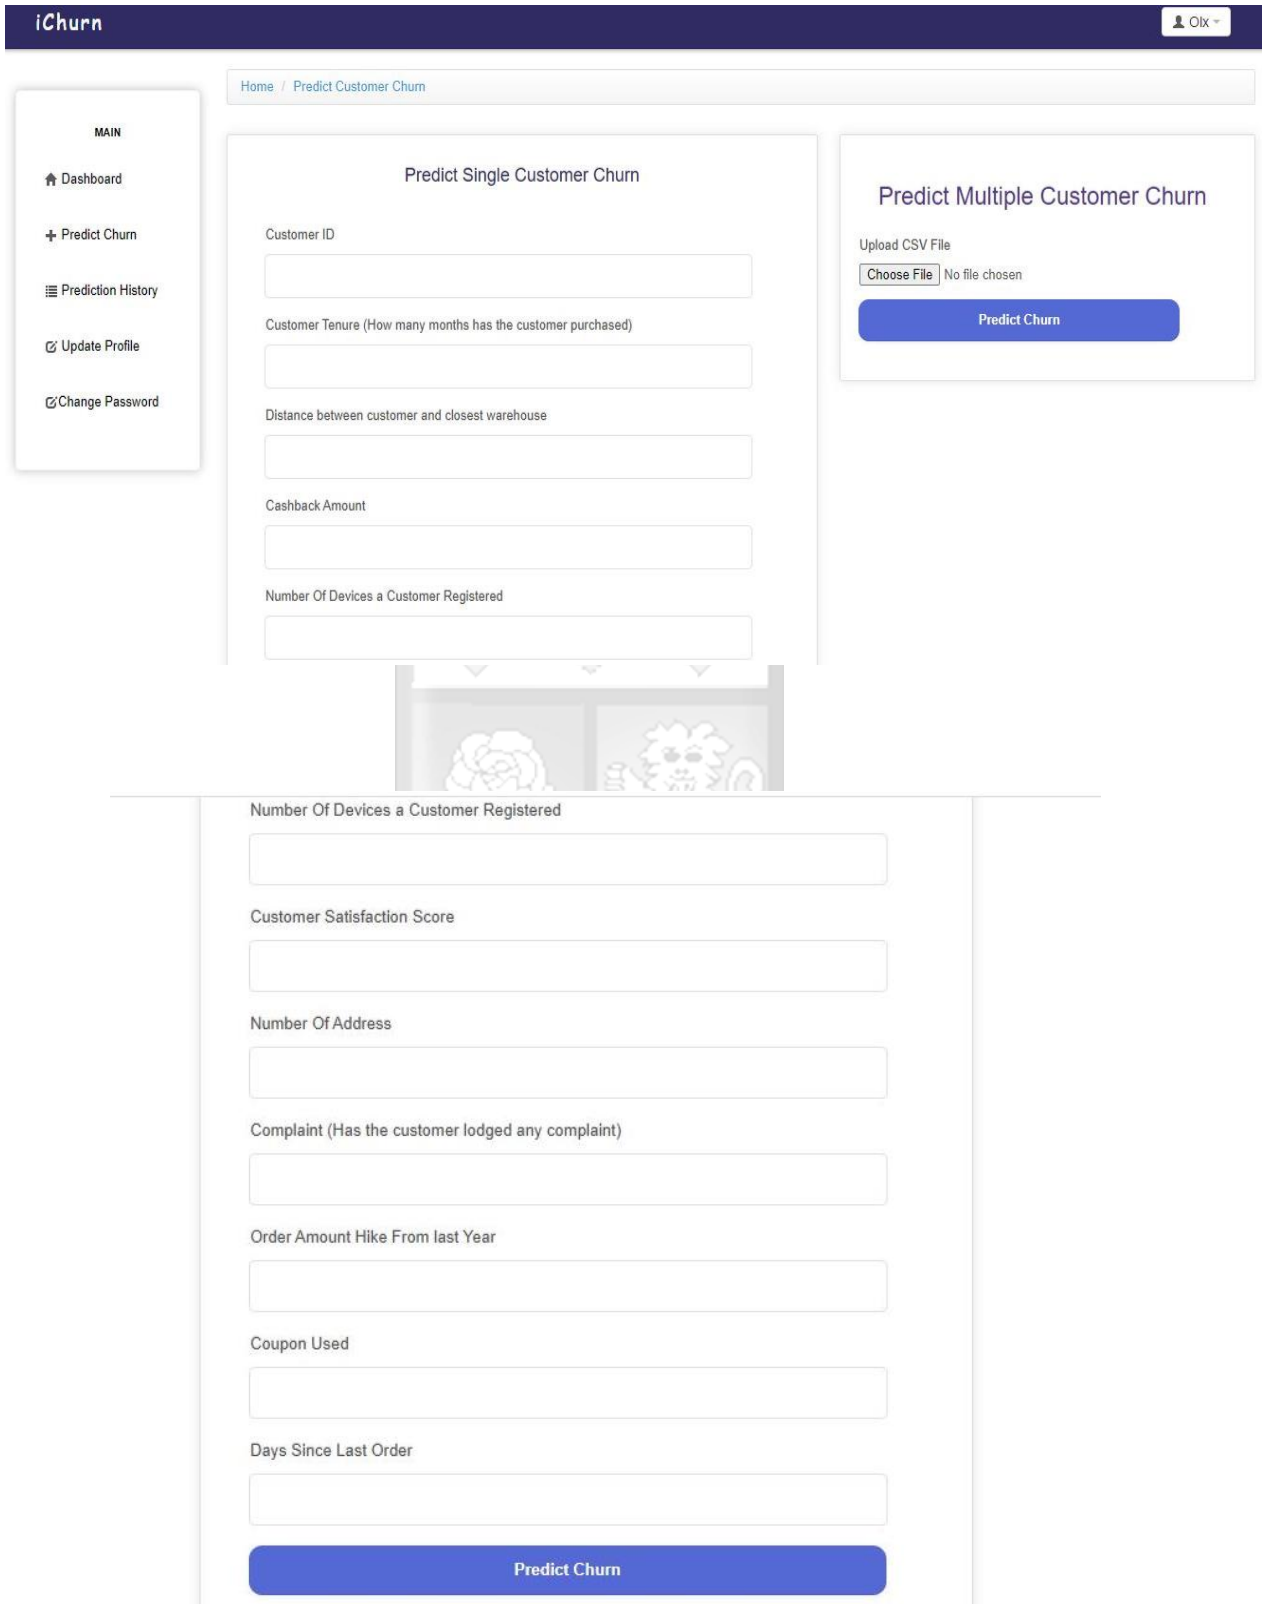 iChurn
Olx
Home / Predict Customer Churn
MAIN
Dashboard
Predict Churn
Prediction History
Update Profile
Change Password
Predict Single Customer Churn
Customer ID
Customer Tenure (How many months has the customer purchased)
Distance between customer and closest warehouse
Cashback Amount
Number Of Devices a Customer Registered
Predict Multiple Customer Churn
Upload CSV File
Choose File No file chosen
Predict Churn
Number Of Devices a Customer Registered
Customer Satisfaction Score
Number Of Address
Complaint (Has the customer lodged any complaint)
Order Amount Hike From last Year
Coupon Used
Days Since Last Order
Predict Churn